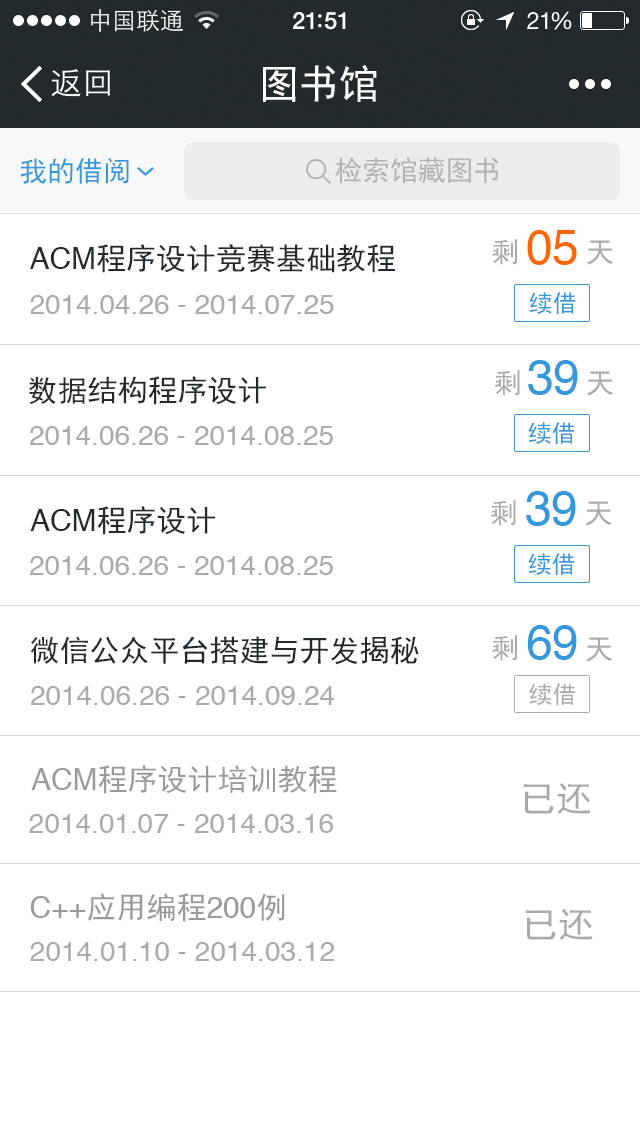 中国联通 21:51 21%
返回 图书馆
我的借阅 检索馆藏图书
ACM程序设计竞赛基础教程
剩 05 天
2014.04.26 - 2014.07.25
续借
数据结构程序设计
剩 39 天
2014.06.26 - 2014.08.25
续借
ACM程序设计
剩 39 天
2014.06.26 - 2014.08.25
续借
微信公众平台搭建与开发揭秘
剩 69 天
2014.06.26 - 2014.09.24
续借
ACM程序设计培训教程
已还
2014.01.07 - 2014.03.16
C++应用编程200例
已还
2014.01.10 - 2014.03.12